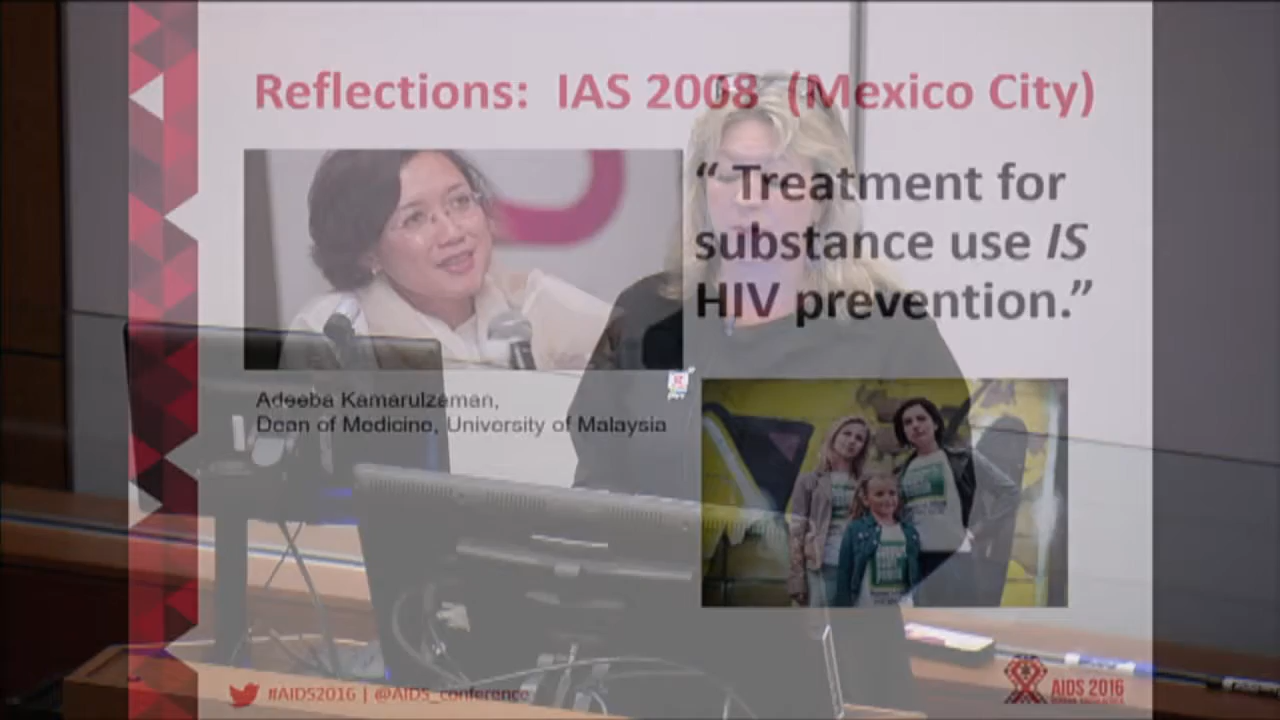 Reflections: IAS 2008 (Mexico City)
“ Treatment for
substance use IS
HIV prevention.”
Adeeba Kamarulzaman,
Dean of Medicine, University of Malaysia
#AIDS2016 | @AIDS_conference
AIDS 2016